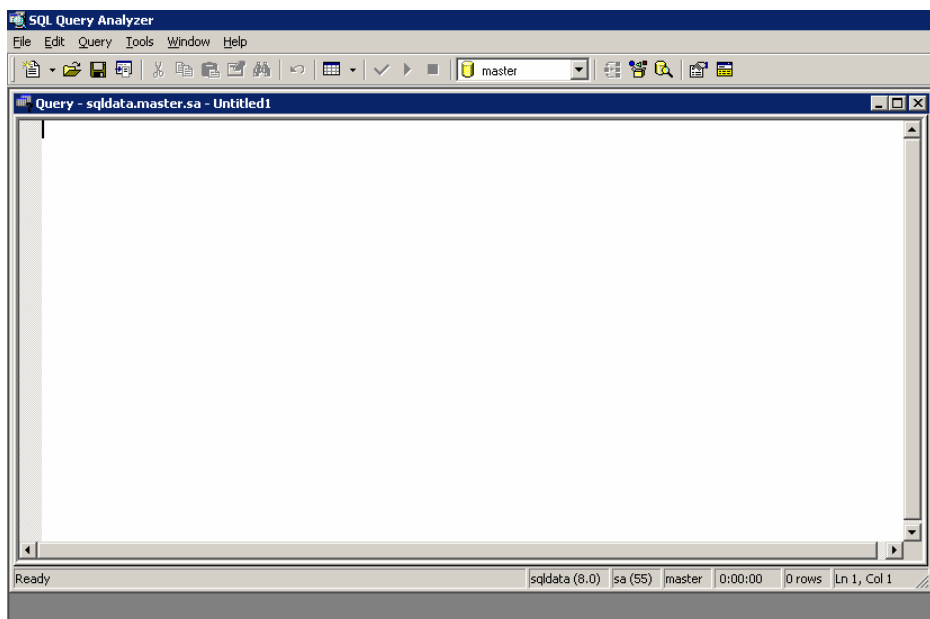 SQL Query Analyzer
File Edit Query Tools Window Help
master
Query - sqldata.master.sa - Untitled1
Ready sqldata (8.0) sa (55) master 0:00:00 0 rows Ln 1, Col 1